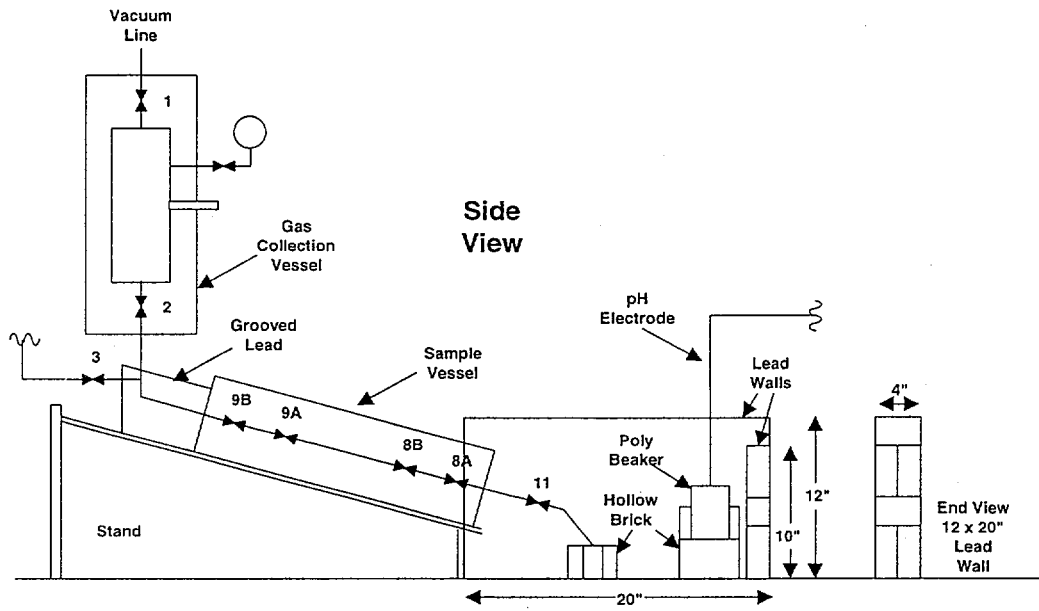 Vacuum
Line
1
Side
View
Gas
Collection
Vessel
2
pH
Electrode
Grooved
Lead
3
Sample
Vessel
Lead
Walls
4"
9B
9A
8B
8A
11
Poly
Beaker
Hollow
Brick
12"
10"
End View
12 x 20"
Lead
Wall
Stand
20"